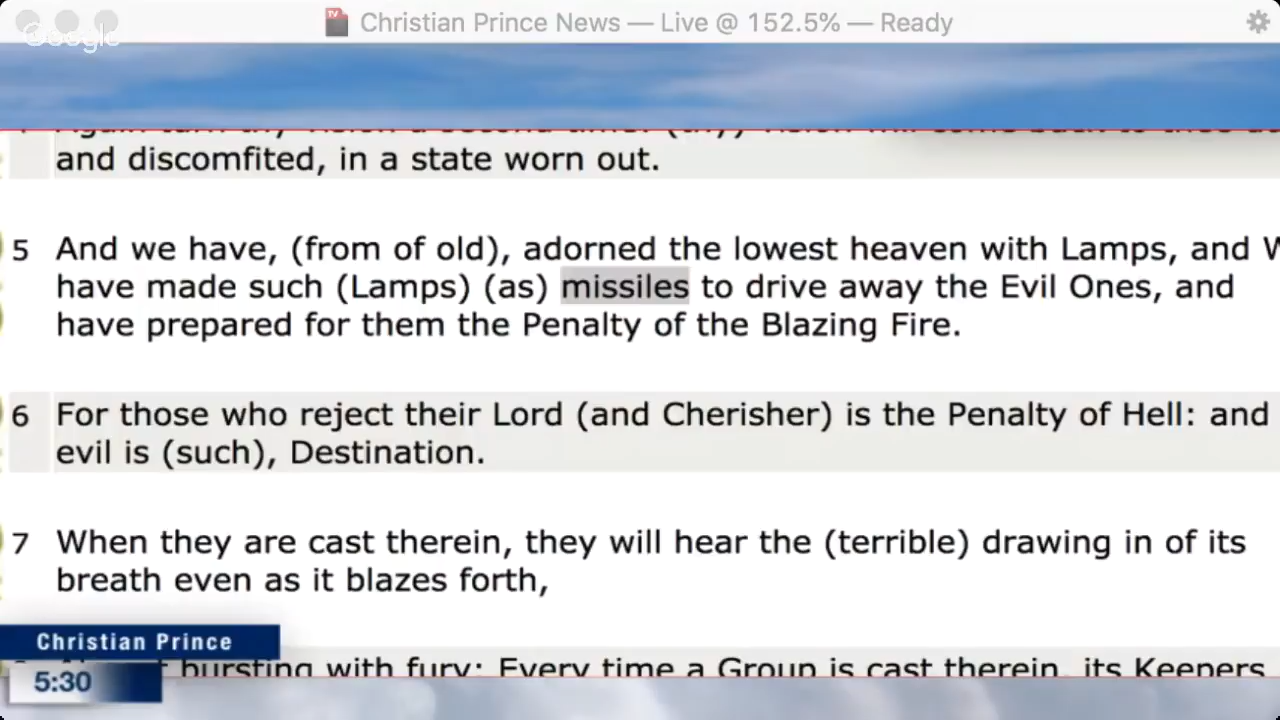 Christian Prince News — Live @ 152.5% — Ready
Google
and discomfited, in a state worn out.
5 And we have, (from of old), adorned the lowest heaven with Lamps, and W
have made such (Lamps) (as) missiles to drive away the Evil Ones, and
have prepared for them the Penalty of the Blazing Fire.
6 For those who reject their Lord (and Cherisher) is the Penalty of Hell: and
evil is (such), Destination.
7 When they are cast therein, they will hear the (terrible) drawing in of its
breath even as it blazes forth,
bursting with fury: Every time a Group is cast therein, its Keepers
Christian Prince
5:30